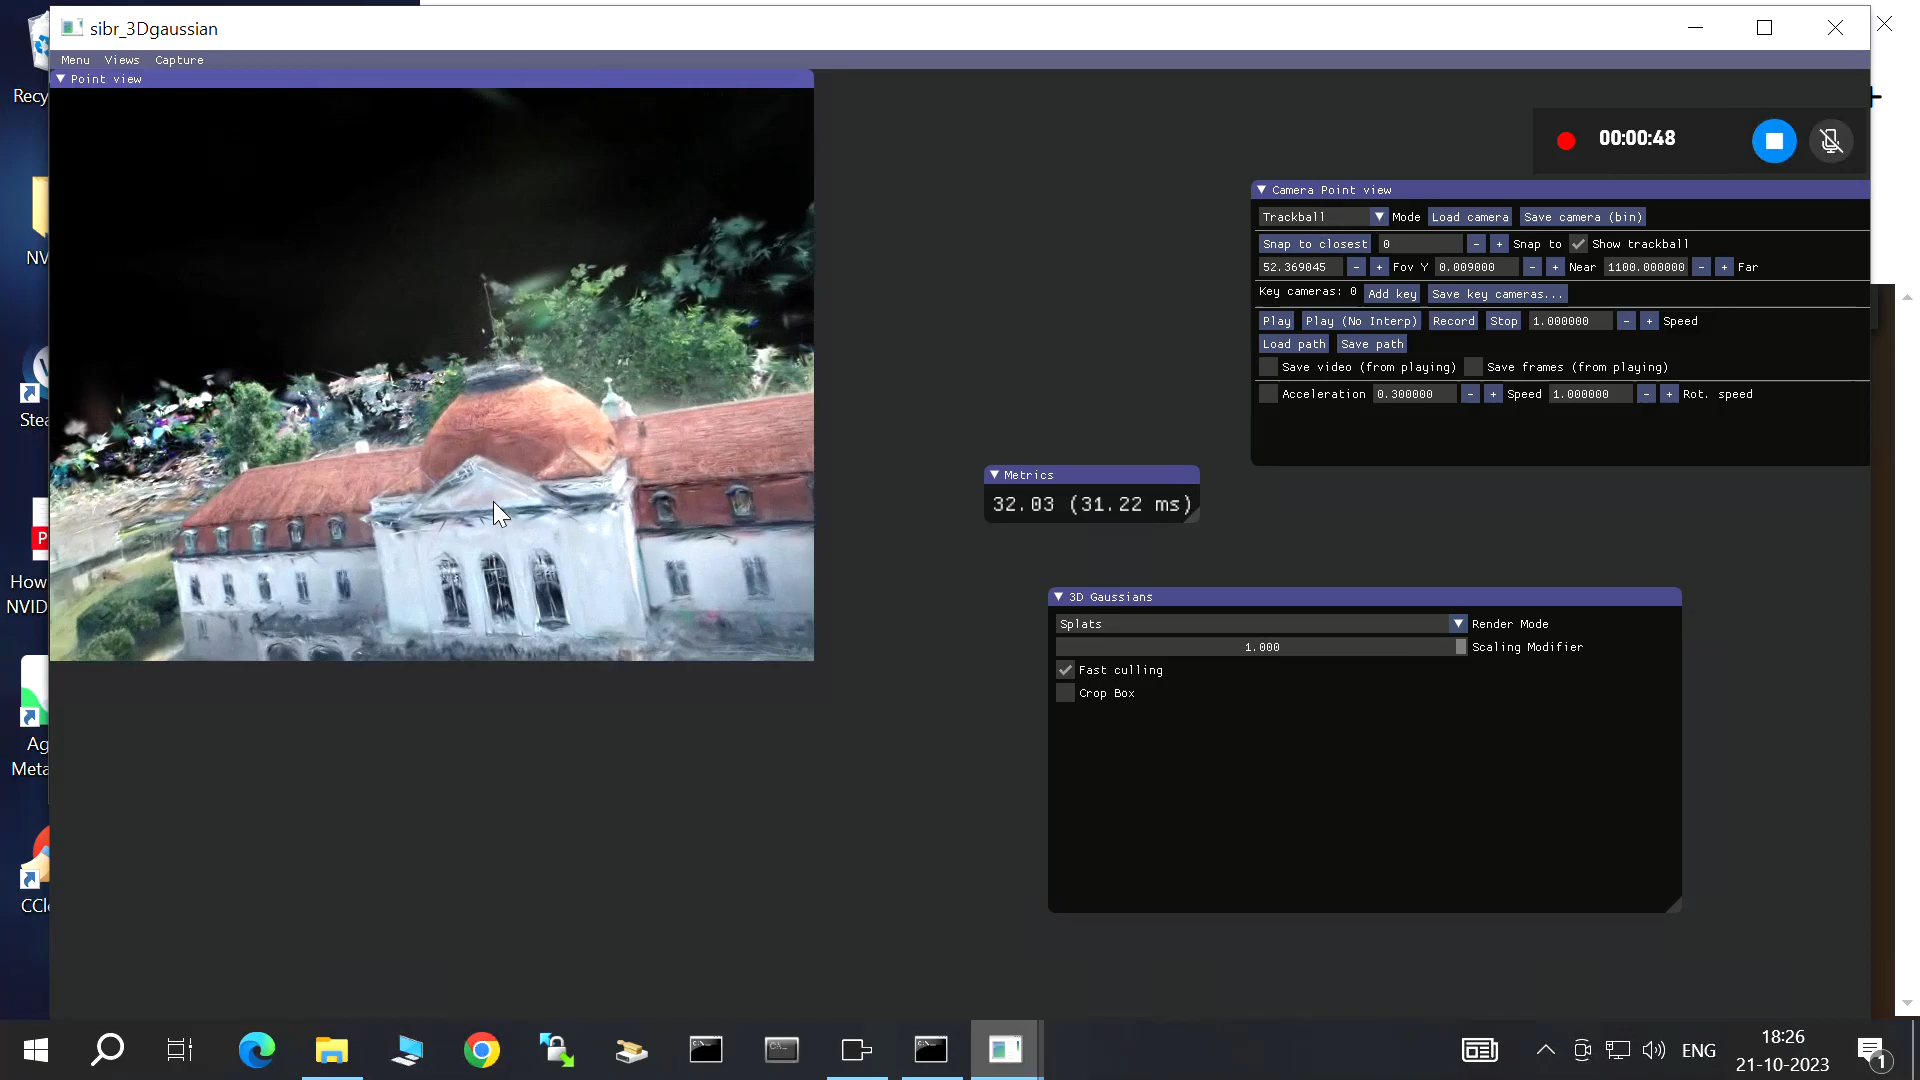 sibr_3Dgaussian
Menu Views Capture
Point view
00:00:48
Camera Point view
Trackball Mode Load camera Save camera (bin)
Snap to closest 0 - + Snap to Show trackball
52.369045 - + Fov Y 0.009000 - + Near 1100.000000 - + Far
Key cameras: 0 Add key Save key cameras...
Play Play (No Interp) Record Stop 1.000000 - + Speed
Load path Save path
Save video (from playing) Save frames (from playing)
Acceleration 0.300000 - + Speed 1.000000 - + Rot. speed
Metrics
32.03 (31.22 ms)
3D Gaussians
Splats Render Mode
1.000 Scaling Modifier
Fast culling
Crop Box
Recy
NV
Stea
How
NVID
Ag
Meta
CCle
ENG
18:26
21-10-2023
1